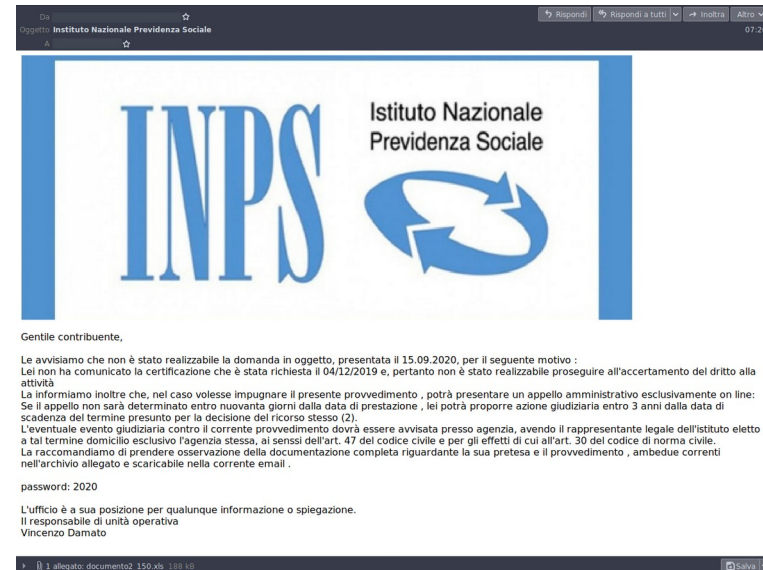 Da
Rispondi Rispondi a tutti Inoltra Altro
Oggetto Instituto Nazionale Previdenza Sociale
07:2
A
INPS
Istituto Nazionale
Previdenza Sociale
Gentile contribuente,
Le avvisiamo che non è stato realizzabile la domanda in oggetto, presentata il 15.09.2020, per il seguente motivo :
Lei non ha comunicato la certificazione che è stata richiesta il 04/12/2019 e, pertanto non è stato realizzabile proseguire all'accertamento del dritto alla
attività
La informiamo inoltre che, nel caso volesse impugnare il presente provvedimento , potrà presentare un appello amministrativo esclusivamente on line:
Se il appello non sarà determinato entro nuovanta giorni dalla data di prestazione , lei potrà proporre azione giudiziaria entro 3 anni dalla data di
scadenza del termine presunto per la decisione del ricorso stesso (2).
L'eventuale evento giudiziario contro il corrente provvedimento dovrà essere avvisata presso agenzia, avendo il rappresentante legale dell'istituto eletto
a tal termine domicilio esclusivo l'agenzia stessa, ai senssi dell'art. 47 del codice civile e per gli effetti di cui all'art. 30 del codice di norma civile.
La raccomandiamo di prendere osservazione della documentazione completa riguardante la sua pretesa e il provvedimento , ambedue correnti
nell'archivio allegato e scaricabile nella corrente email .
password: 2020
L'ufficio è a sua posizione per qualunque informazione o spiegazione.
Il responsabile di unità operativa
Vincenzo Damato
1 allegato: documento2_150.xls 188 kB
Salva